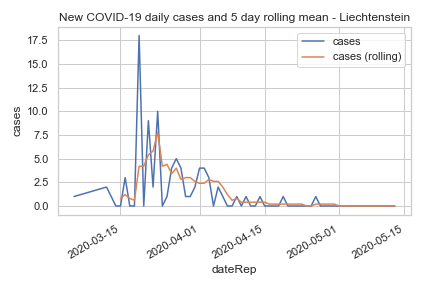 New COVID-19 daily cases and 5 day rolling mean - Liechtenstein
cases
cases (rolling)
17.5
15.0
12.5
10.0
7.5
5.0
2.5
0.0
cases
2020-03-15
2020-04-01
2020-04-15
2020-05-01
2020-05-15
dateRep